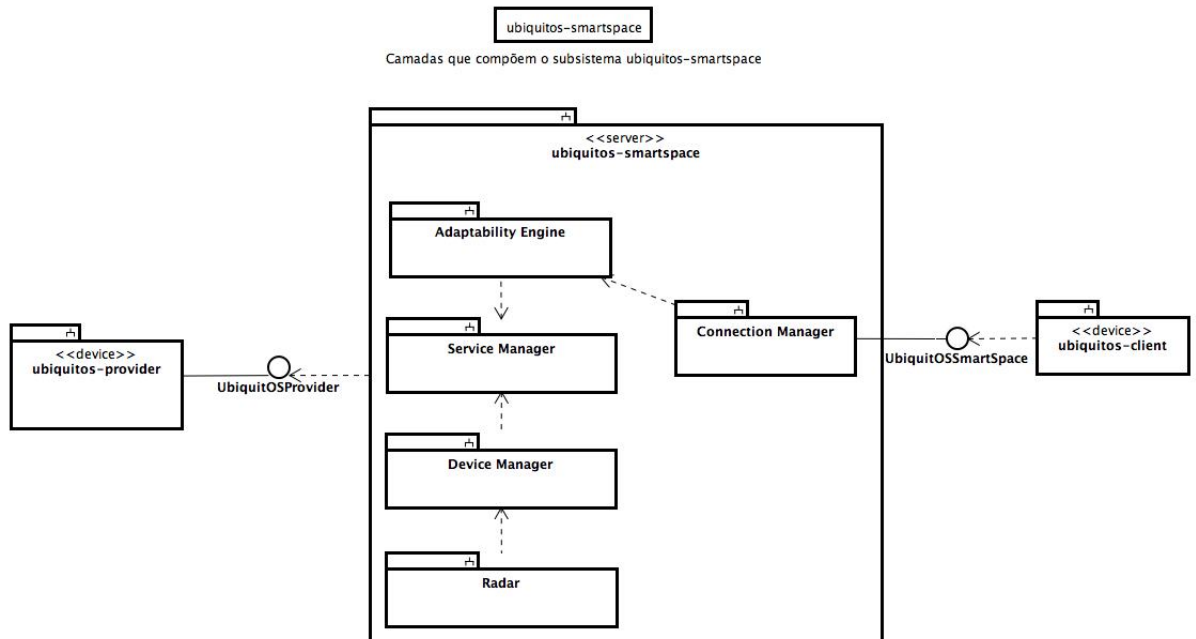 ubiquitos-smartspace
Camadas que compõem o subsistema ubiquitos-smartspace
<<server>>
ubiquitos-smartspace
Adaptability Engine
Connection Manager
Service Manager
Device Manager
Radar
<<device>>
ubiquitos-provider
UbiquitOSProvider
UbiquitOSSmartSpace
<<device>>
ubiquitos-client